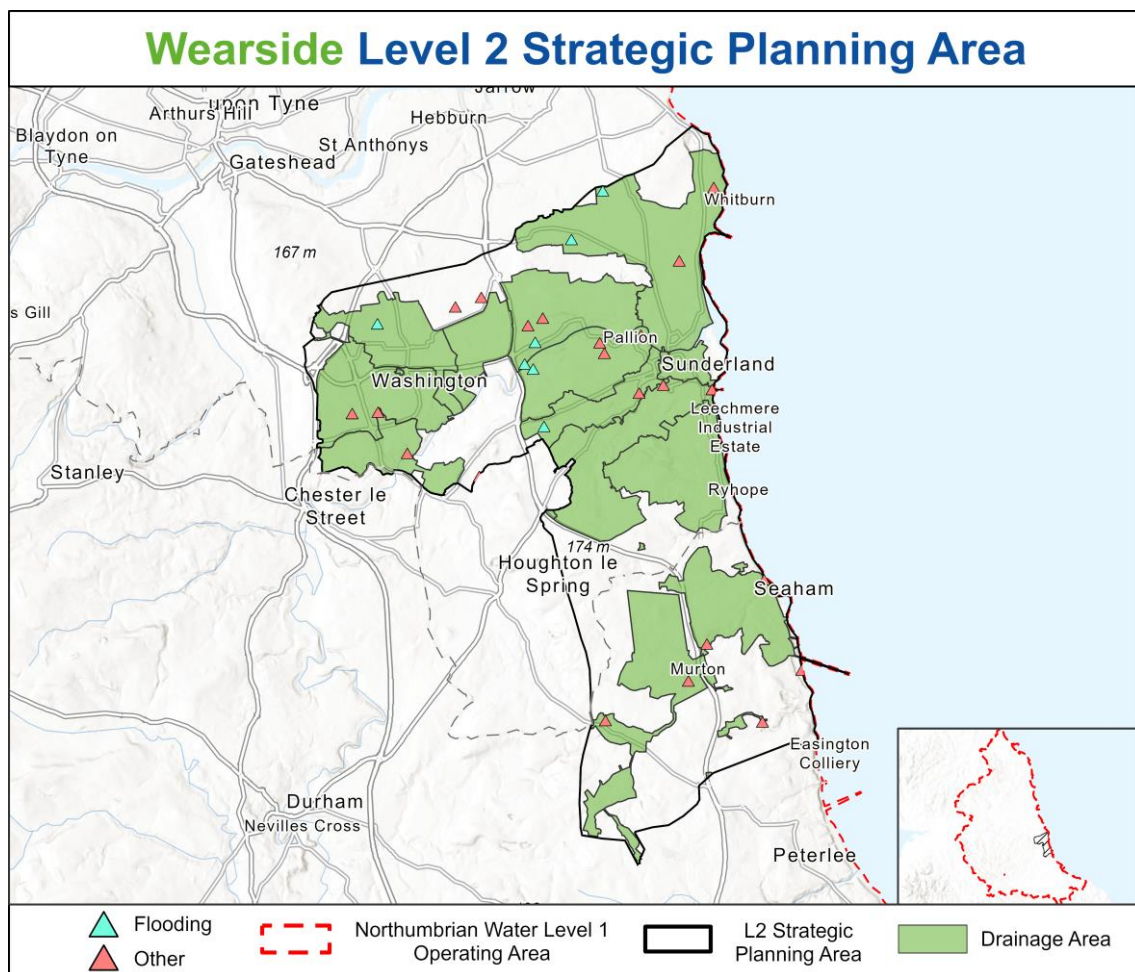 Wearside Level 2 Strategic Planning Area
Jarrow
upon Tyne
Arthurs Hill
Hebburn
Blaydon on
Tyne
St Anthonys
Gateshead
Whitburn
167 m
s Gill
Pallion
Sunderland
Washington
Leechmere
Industrial
Estate
Stanley
Chester le
Street
Ryhope
174 m
Houghton le
Spring
Seaham
Murton
Easington
Colliery
Durham
Nevilles Cross
Peterlee
Flooding
Other
Northumbrian Water Level 1
Operating Area
L2 Strategic
Planning Area
Drainage Area